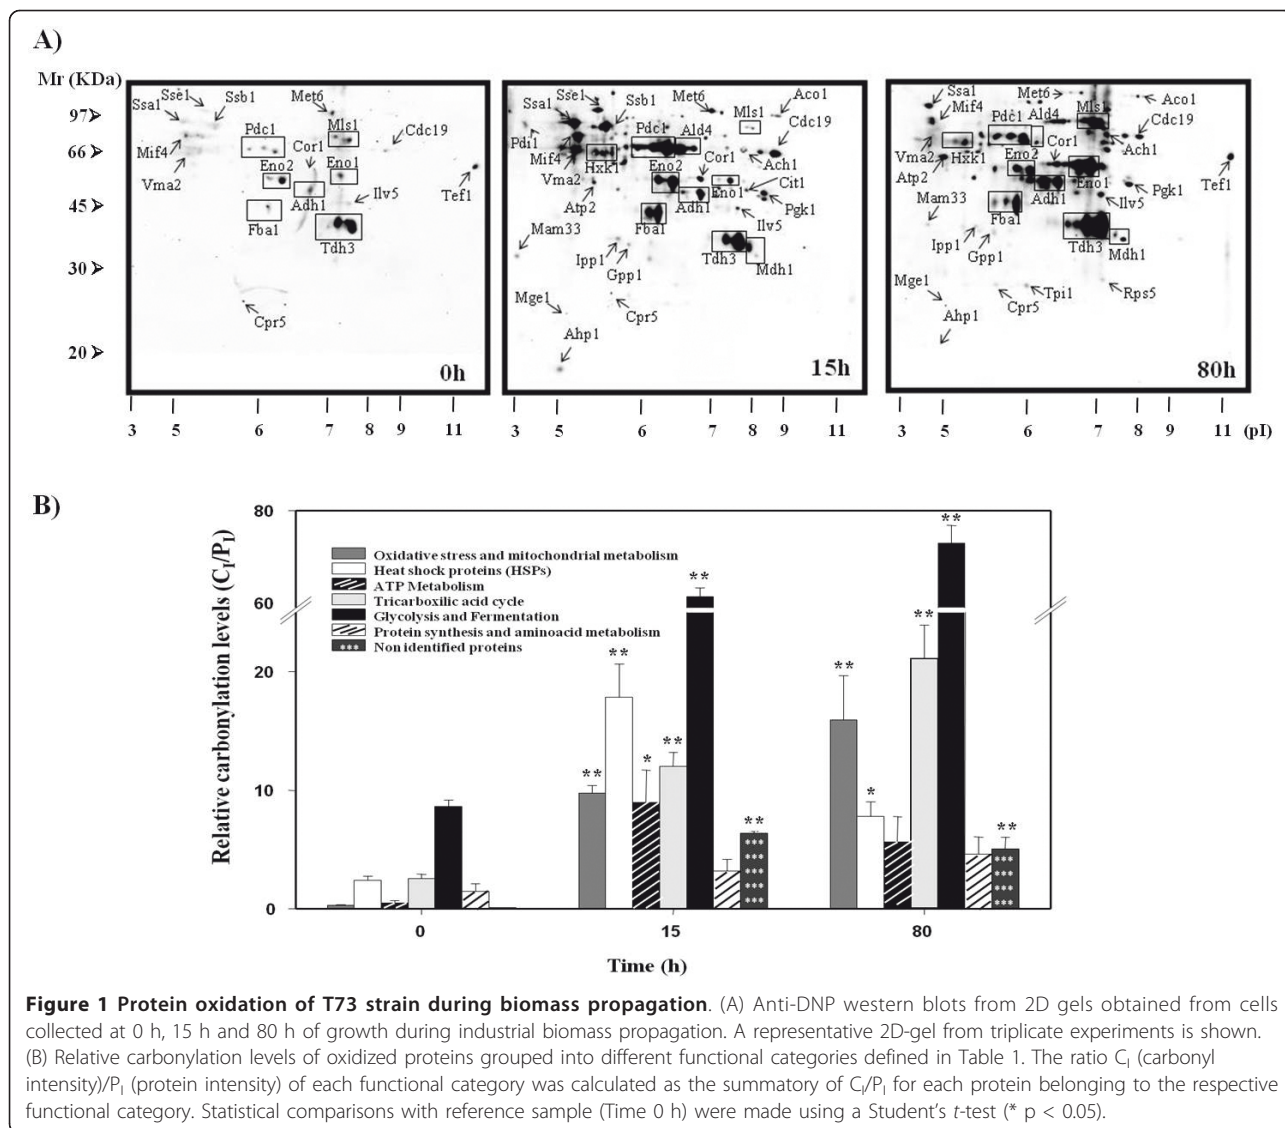 A)
Mr (KDa)
97
66
45
30
20
Sse1
Ssa1
Ssb1
Met6
Pdc1
Mls1
Cdc19
Mif4
Vma2
Cor1
Eno2
Eno1
Adh1
Ilv5
Tef1
Fba1
Tdh3
Cpr5
0h
Sse1
Ssa1
Ssb1
Met6
Aco1
Mls1
Cdc19
Pdi1
Pdc1
Ald4
Mif4
Hxk1
Eno2
Cor1
Ach1
Vma2
Eno1
Cit1
Atp2
Adh1
Pgk1
Fba1
Ilv5
Mam33
Ipp1
Gpp1
Tdh3
Mdh1
Mge1
Cpr5
Ahp1
15h
Ssa1
Met6
Aco1
Mif4
Pdc1
Ald4
Mls1
Cdc19
Vma2
Hxk1
Eno2
Cor1
Ach1
Atp2
Eno1
Tef1
Adh1
Pgk1
Mam33
Fba1
Ilv5
Ipp1
Gpp1
Tdh3
Mdh1
Mge1
Cpr5
Tpi1
Rps5
Ahp1
80h
3 5 6 7 8 9 11 3 5 6 7 8 9 11 3 5 6 7 8 11 (pI)
B)
Relative carbonylation levels (CI/PI)
80
60
20
10
0
Oxidative stress and mitochondrial metabolism
Heat shock proteins (HSPs)
ATP Metabolism
Tricarboxilic acid cycle
Glycolysis and Fermentation
Protein synthesis and aminoacid metabolism
*** Non identified proteins
** ** * ** ** **
** * ** ** **
0 15 80
Time (h)
Figure 1 Protein oxidation of T73 strain during biomass propagation. (A) Anti-DNP western blots from 2D gels obtained from cells
collected at 0 h, 15 h and 80 h of growth during industrial biomass propagation. A representative 2D-gel from triplicate experiments is shown.
(B) Relative carbonylation levels of oxidized proteins grouped into different functional categories defined in Table 1. The ratio CI (carbonyl
intensity)/PI (protein intensity) of each functional category was calculated as the summatory of CI/PI for each protein belonging to the respective
functional category. Statistical comparisons with reference sample (Time 0 h) were made using a Student's t-test (* p < 0.05).